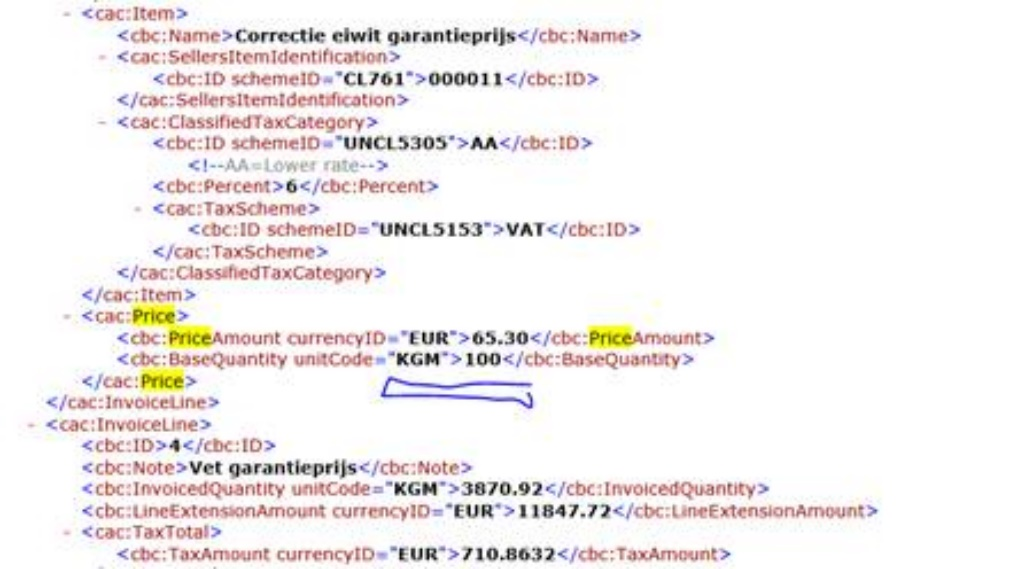 - <cac:Item>
<cbc:Name>Correctie eiwit garantieprijs</cbc:Name>
- <cac:SellersItemIdentification>
<cbc:ID schemeID="CL761">000011</cbc:ID>
</cac:SellersItemIdentification>
- <cac:ClassifiedTaxCategory>
<cbc:ID schemeID="UNCL5305">AA</cbc:ID>
<!--AA=Lower rate-->
<cbc:Percent>6</cbc:Percent>
- <cac:TaxScheme>
<cbc:ID schemeID="UNCL5153">VAT</cbc:ID>
</cac:TaxScheme>
</cac:ClassifiedTaxCategory>
</cac:Item>
- <cac:Price>
<cbc:PriceAmount currencyID="EUR">65.30</cbc:PriceAmount>
<cbc:BaseQuantity unitCode="KGM">100</cbc:BaseQuantity>
</cac:Price>
</cac:InvoiceLine>
- <cac:InvoiceLine>
<cbc:ID>4</cbc:ID>
<cbc:Note>Vet garantieprijs</cbc:Note>
<cbc:InvoicedQuantity unitCode="KGM">3870.92</cbc:InvoicedQuantity>
<cbc:LineExtensionAmount currencyID="EUR">11847.72</cbc:LineExtensionAmount>
- <cac:TaxTotal>
<cbc:TaxAmount currencyID="EUR">710.8632</cbc:TaxAmount>